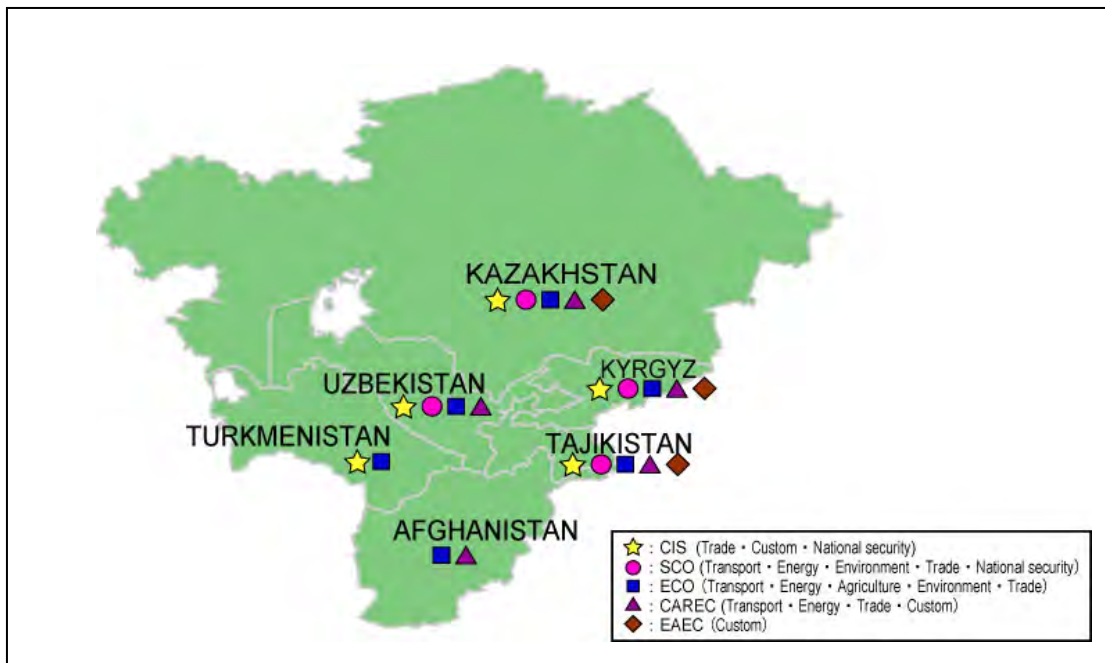 KAZAKHSTAN
KYRGYZ
UZBEKISTAN
TURKMENISTAN
TAJIKISTAN
AFGHANISTAN
: CIS (Trade・Custom・National security)
: SCO (Transport・Energy・Environment・Trade・National security)
: ECO (Transport・Energy・Agriculture・Environment・Trade)
: CAREC (Transport・Energy・Trade・Custom)
: EAEC (Custom)